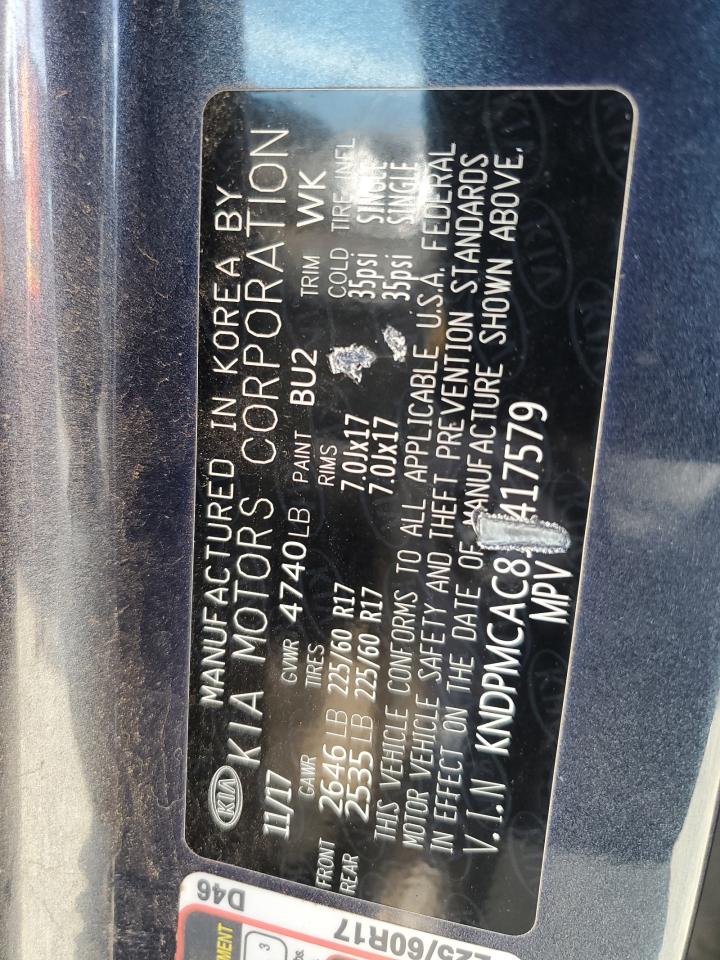 MANUFACTURED IN KOREA BY
KIA KIA MOTORS CORPORATION
11/17 GVWR 4740LB PAINT BU2 TRIM WK
GAWR TIRES RIMS COLD TIRE INFL
FRONT 2646LB 225/60 R17 7.0Jx17 35psi SINGLE
REAR 2535LB 225/60 R17 7.0Jx17 35psi SINGLE
THIS VEHICLE CONFORMS TO ALL APPLICABLE U.S.A. FEDERAL
MOTOR VEHICLE SAFETY AND THEFT PREVENTION STANDARDS
IN EFFECT ON THE DATE OF MANUFACTURE SHOWN ABOVE.
V.I.N KNDPMCAC8 417579
MPV
D46
225/60R17
3